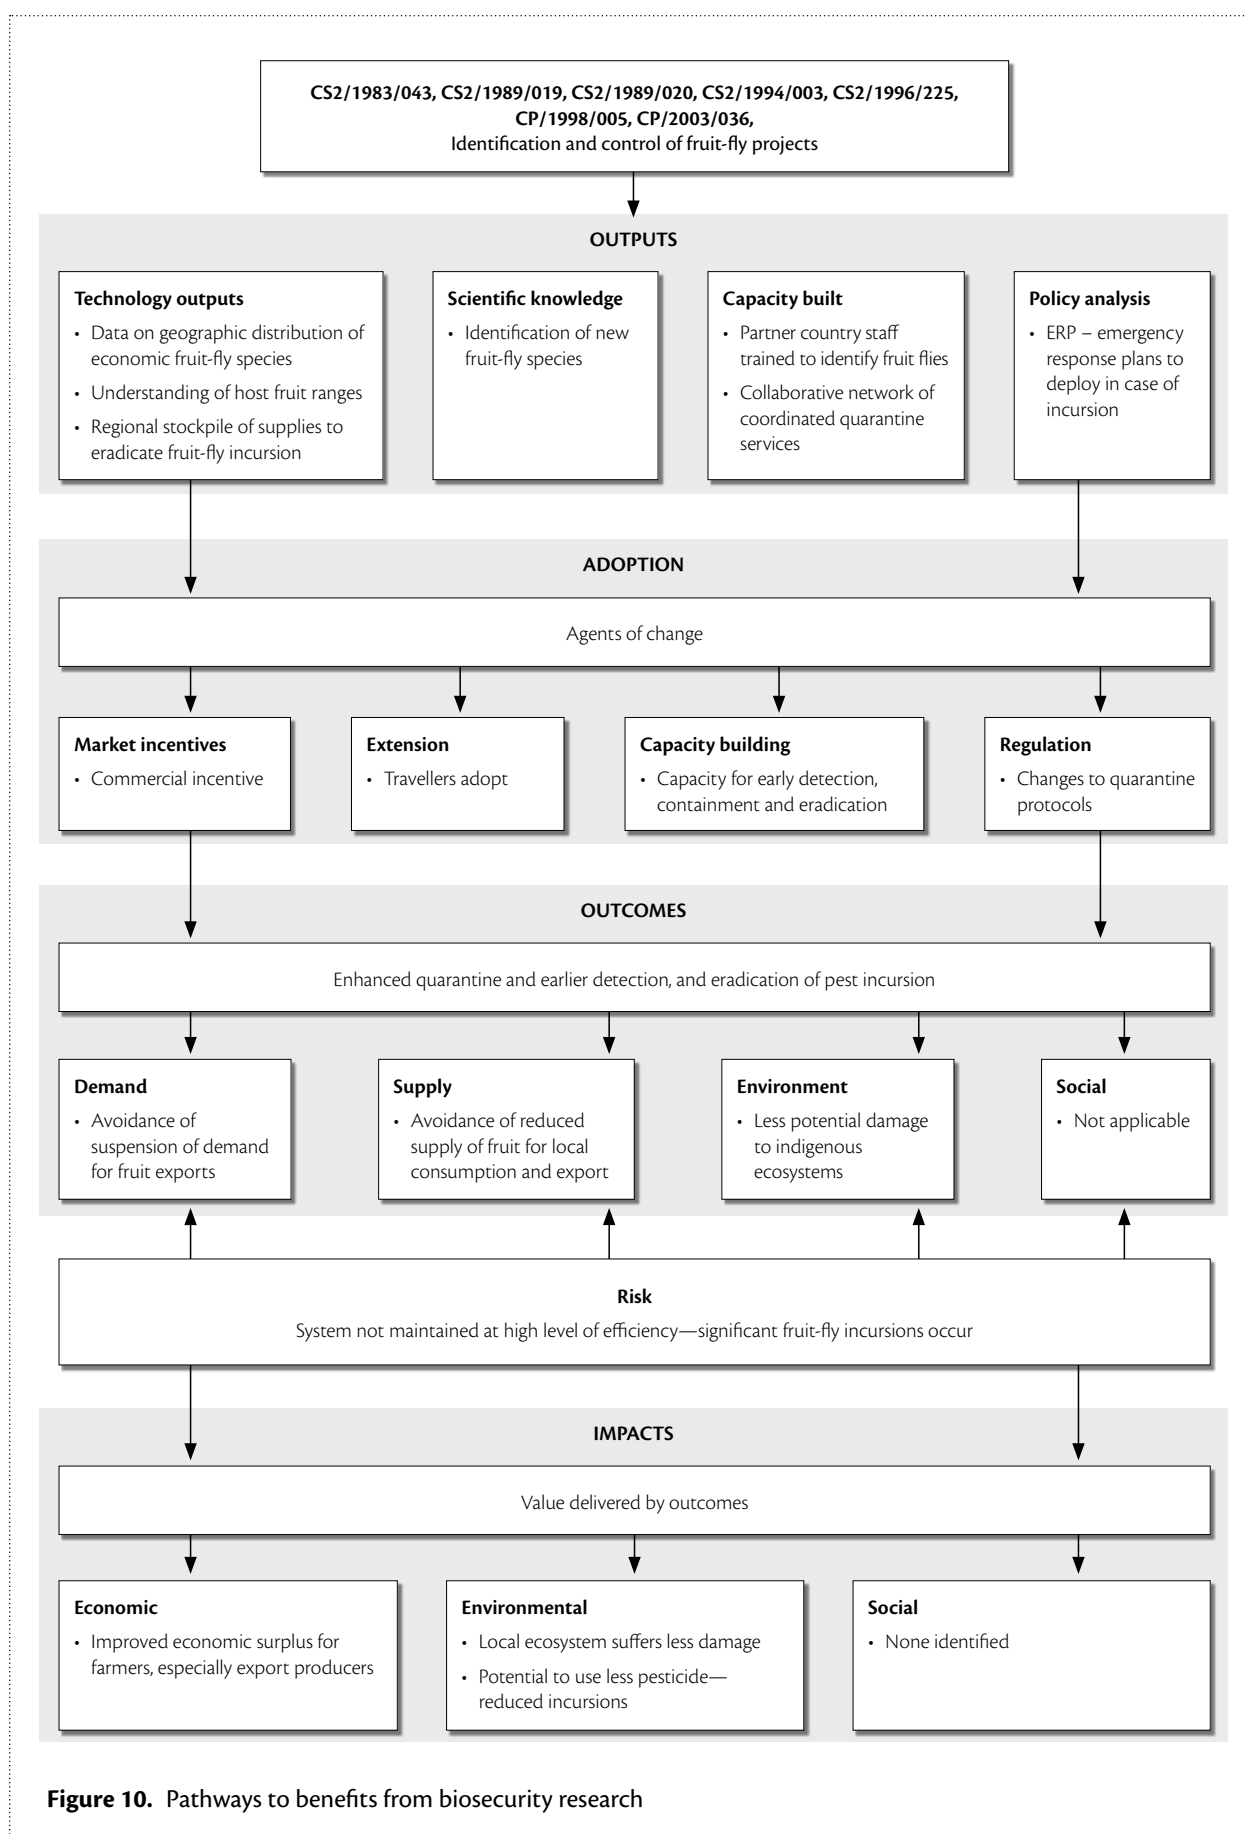 CS2/1983/043, CS2/1989/019, CS2/1989/020, CS2/1994/003, CS2/1996/225,
CP/1998/005, CP/2003/036,
Identification and control of fruit-fly projects
OUTPUTS
Technology outputs
• Data on geographic distribution of
economic fruit-fly species
• Understanding of host fruit ranges
• Regional stockpile of supplies to
eradicate fruit-fly incursion
Scientific knowledge
• Identification of new
fruit-fly species
Capacity built
• Partner country staff
trained to identify fruit flies
• Collaborative network of
coordinated quarantine
services
Policy analysis
• ERP – emergency
response plans to
deploy in case of
incursion
ADOPTION
Agents of change
Market incentives
• Commercial incentive
Extension
• Travellers adopt
Capacity building
• Capacity for early detection,
containment and eradication
Regulation
• Changes to quarantine
protocols
OUTCOMES
Enhanced quarantine and earlier detection, and eradication of pest incursion
Demand
• Avoidance of
suspension of demand
for fruit exports
Supply
• Avoidance of reduced
supply of fruit for local
consumption and export
Environment
• Less potential damage
to indigenous
ecosystems
Social
• Not applicable
Risk
System not maintained at high level of efficiency—significant fruit-fly incursions occur
IMPACTS
Value delivered by outcomes
Economic
• Improved economic surplus for
farmers, especially export producers
Environmental
• Local ecosystem suffers less damage
• Potential to use less pesticide—
reduced incursions
Social
• None identified
Figure 10. Pathways to benefits from biosecurity research